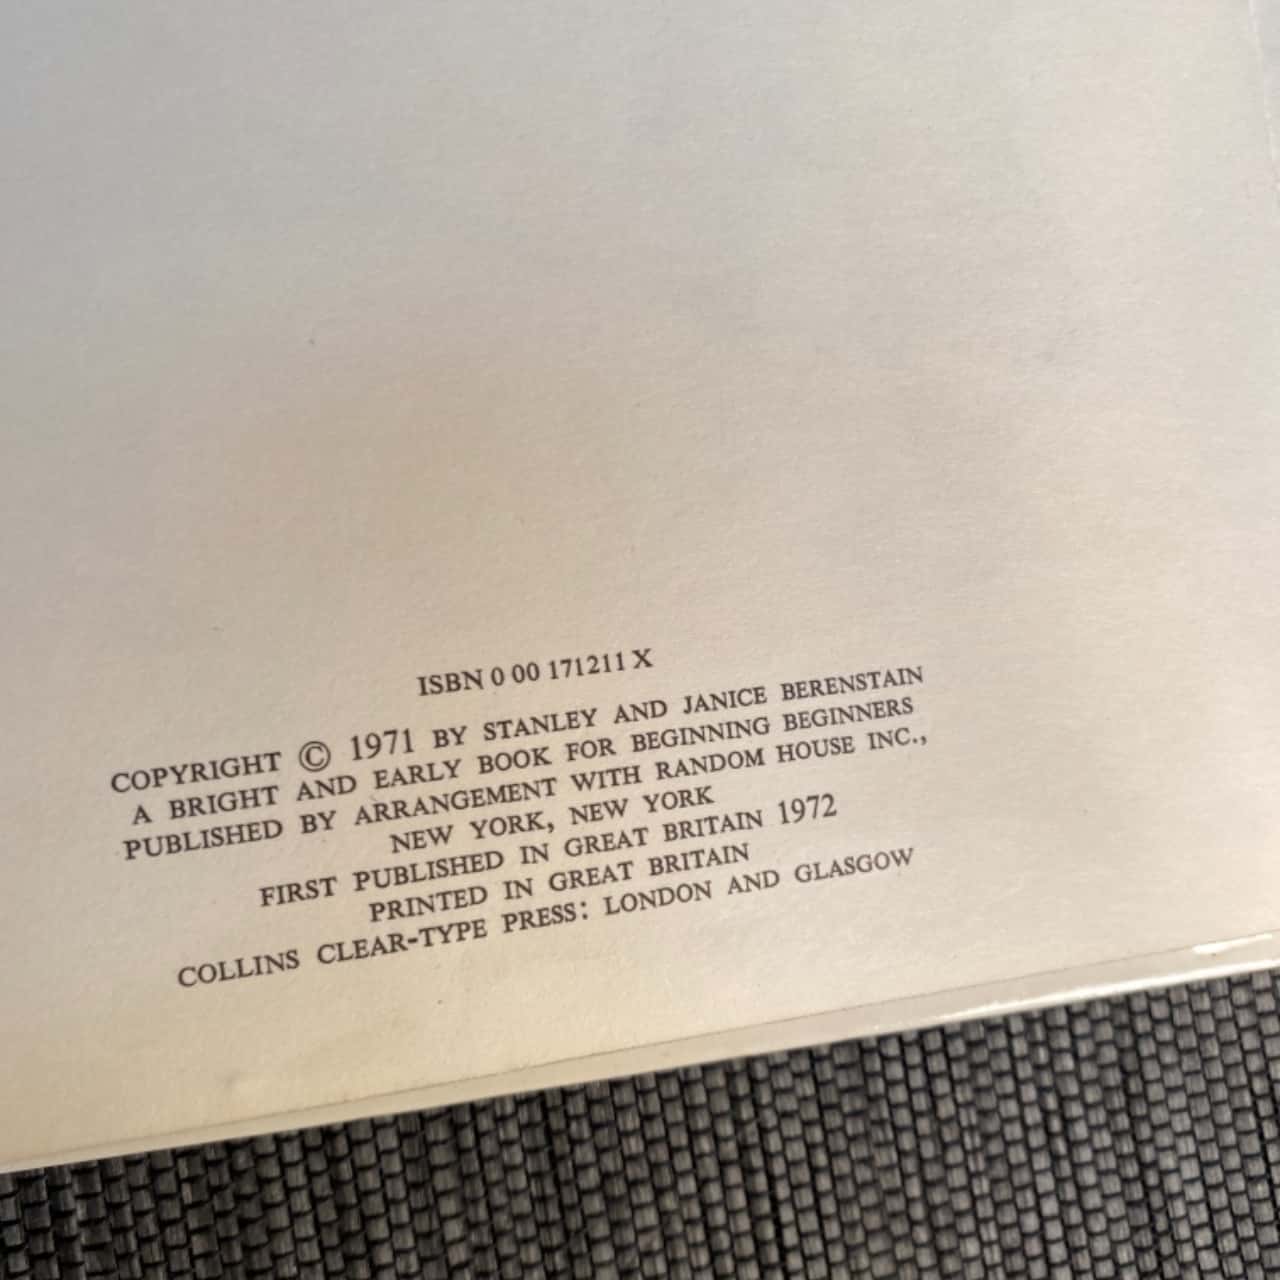 ISBN 0 00 171211 X
COPYRIGHT © 1971 BY STANLEY AND JANICE BERENSTAIN
A BRIGHT AND EARLY BOOK FOR BEGINNING BEGINNERS
PUBLISHED BY ARRANGEMENT WITH RANDOM HOUSE INC.,
NEW YORK, NEW YORK
FIRST PUBLISHED IN GREAT BRITAIN 1972
PRINTED IN GREAT BRITAIN
COLLINS CLEAR-TYPE PRESS: LONDON AND GLASGOW